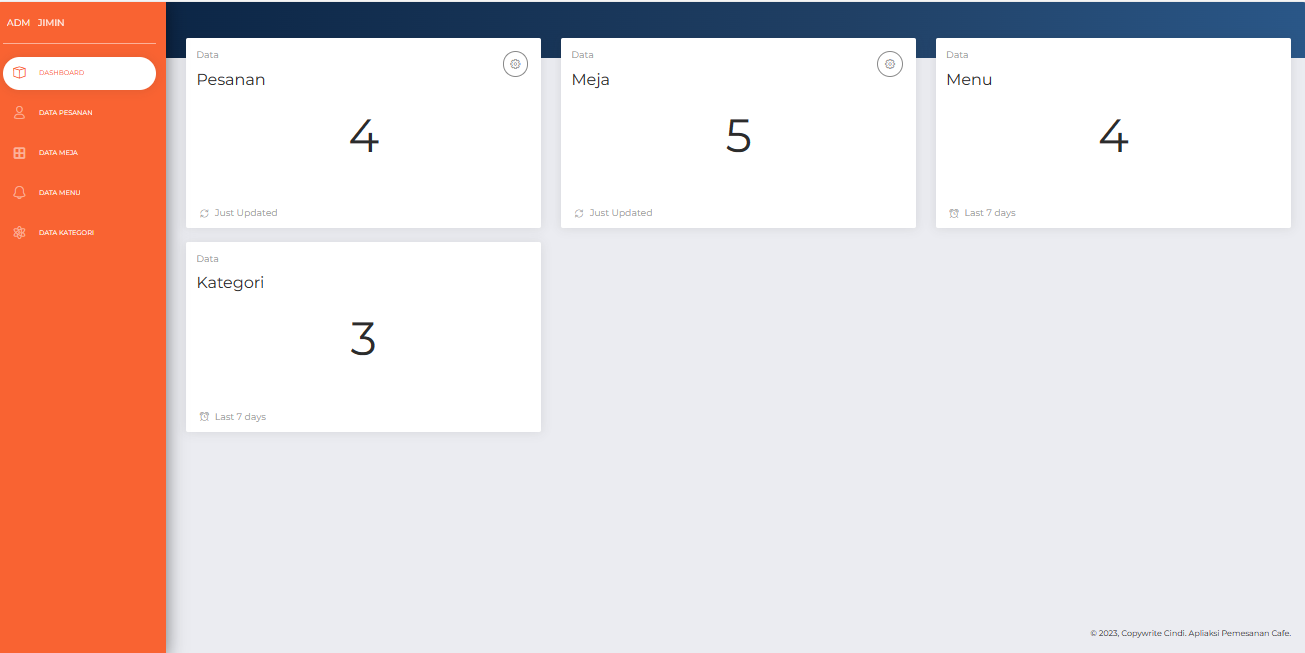 ADM JIMIN
DASHBOARD
DATA PESANAN
DATA MEJA
DATA MENU
DATA KATEGORI
Data
Pesanan
4
Just Updated
Data
Meja
5
Just Updated
Data
Menu
4
Last 7 days
Data
Kategori
3
Last 7 days
© 2023, Copywrite Cindi. Apliaksi Pemesanan Cafe.